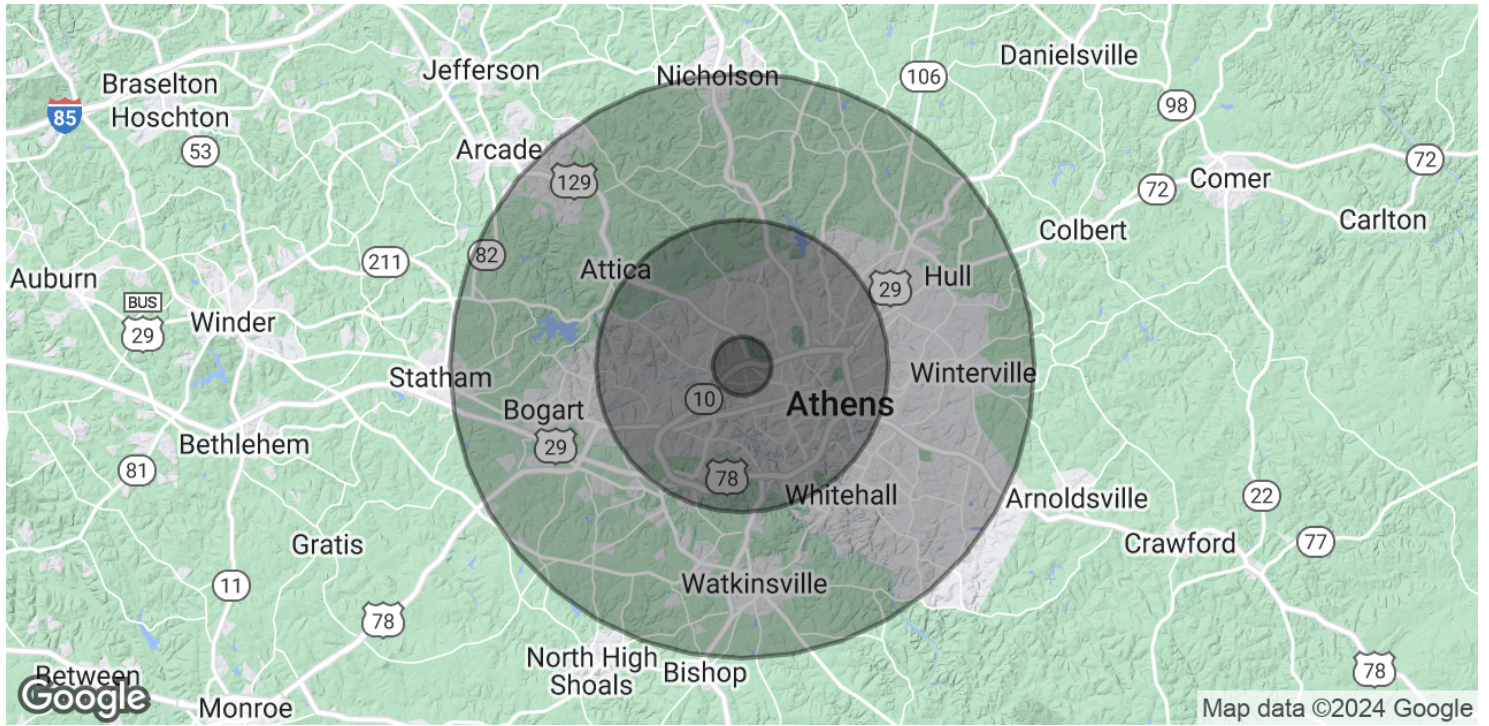 Danielsville
Jefferson
Nicholson
106
Braselton
98
85
Hoschton
53
Arcade
72
129
72
Comer
Carlton
Colbert
82
211
Attica
Hull
Auburn
29
BUS
29
Winder
Statham
Winterville
10
Athens
Bogart
29
Bethlehem
81
78
Whitehall
Arnoldsville
22
Gratis
Crawford
77
11
Watkinsville
78
North High
Shoals
Bishop
78
Between
Google
Monroe
Map data ©2024 Google